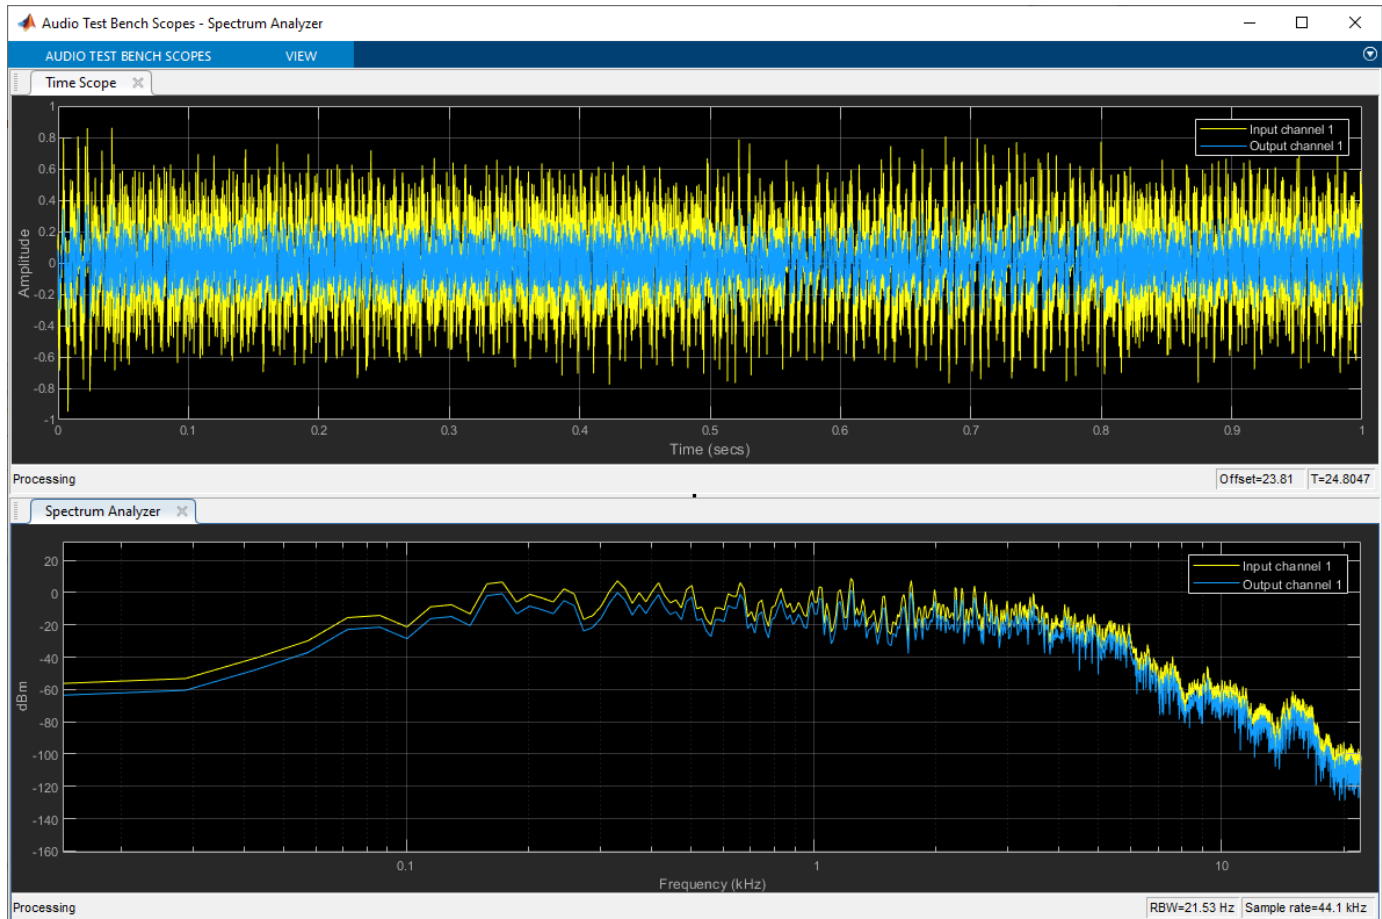 Audio Test Bench Scopes - Spectrum Analyzer
AUDIO TEST BENCH SCOPES VIEW
Time Scope
1
0.8
0.6
0.4
0.2
0
-0.2
-0.4
-0.6
-0.8
-1
Amplitude
Input channel 1
Output channel 1
0 0.1 0.2 0.3 0.4 0.5 0.6 0.7 0.8 0.9 1
Time (secs)
Processing Offset=23.81 T=24.8047
Spectrum Analyzer
20
0
-20
-40
-60
-80
-100
-120
-140
-160
dBm
Input channel 1
Output channel 1
0.1 1 10
Frequency (kHz)
Processing RBW=21.53 Hz Sample rate=44.1 kHz